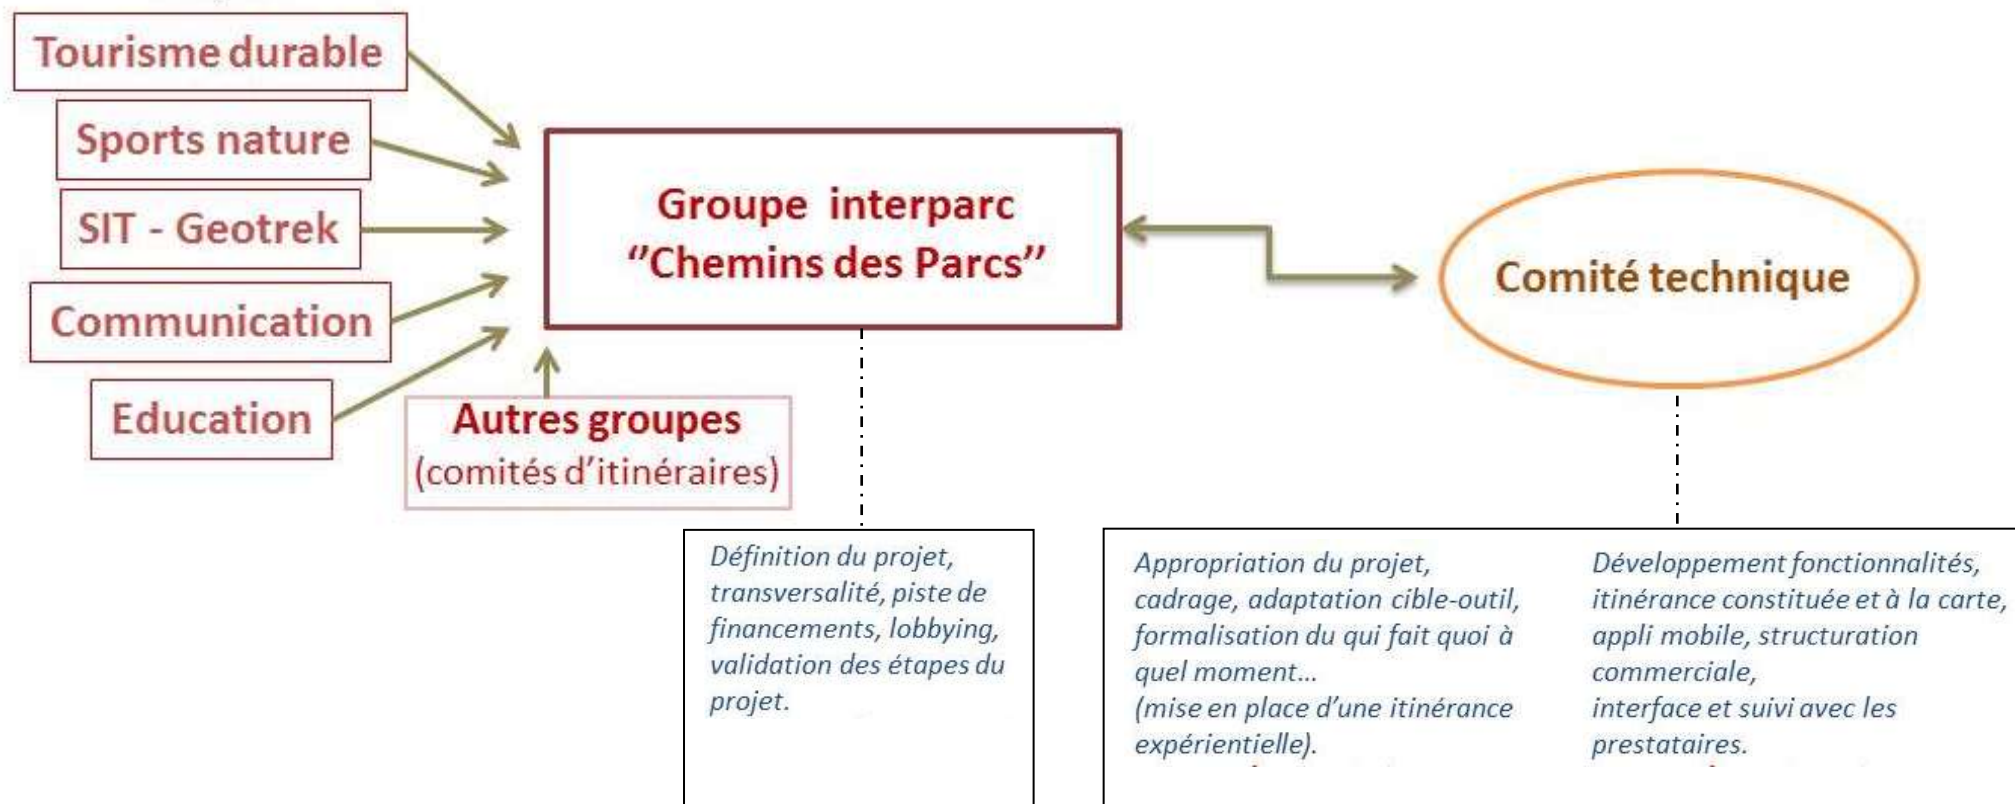 Tourisme durable
Sports nature
SIT - Geotrek
Communication
Education
Autres groupes
(comités d'itinéraires)
Groupe interparc
"Chemins des Parcs"
Comité technique
Définition du projet,
transversalité, piste de
financements, lobbying,
validation des étapes du
projet.
Appropriation du projet,
cadrage, adaptation cible-outil,
formalisation du qui fait quoi à
quel moment...
(mise en place d'une itinérance
expérientielle).
Développement fonctionnalités,
itinérance constituée et à la carte,
appli mobile, structuration
commerciale,
interface et suivi avec les
prestataires.